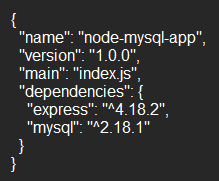 {
  "name": "node-mysql-app",
  "version": "1.0.0",
  "main": "index.js",
  "dependencies": {
    "express": "^4.18.2",
    "mysql": "^2.18.1"
  }
}